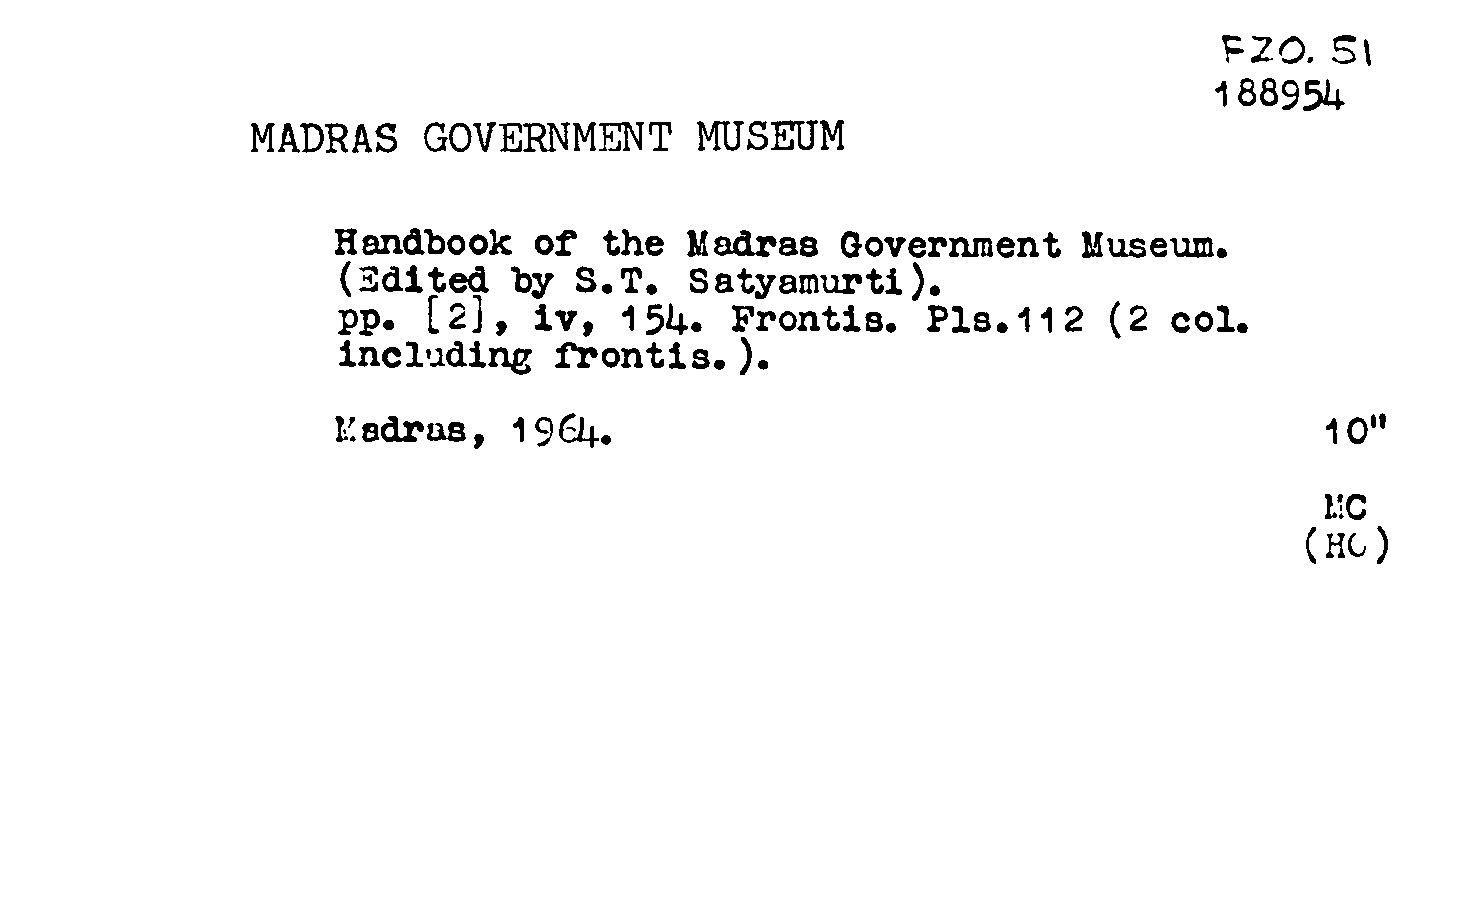 FZO. 51
188954
MADRAS GOVERNMENT MUSEUM
Handbook of the Madras Government Museum.
(Edited by S.T. Satyamurti).
pp. [2], iv, 154. Frontis. Pls.112 (2 col.
including frontis.).
Madras, 1964. 10"
MC
(HC)